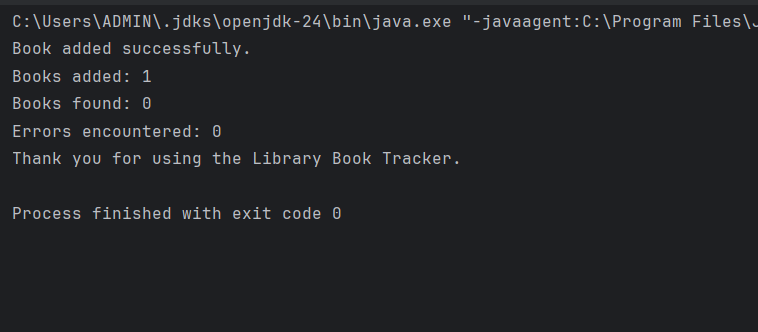 C:\Users\ADMIN\.jdks\openjdk-24\bin\java.exe "-javaagent:C:\Program Files\J
Book added successfully.
Books added: 1
Books found: 0
Errors encountered: 0
Thank you for using the Library Book Tracker.
Process finished with exit code 0